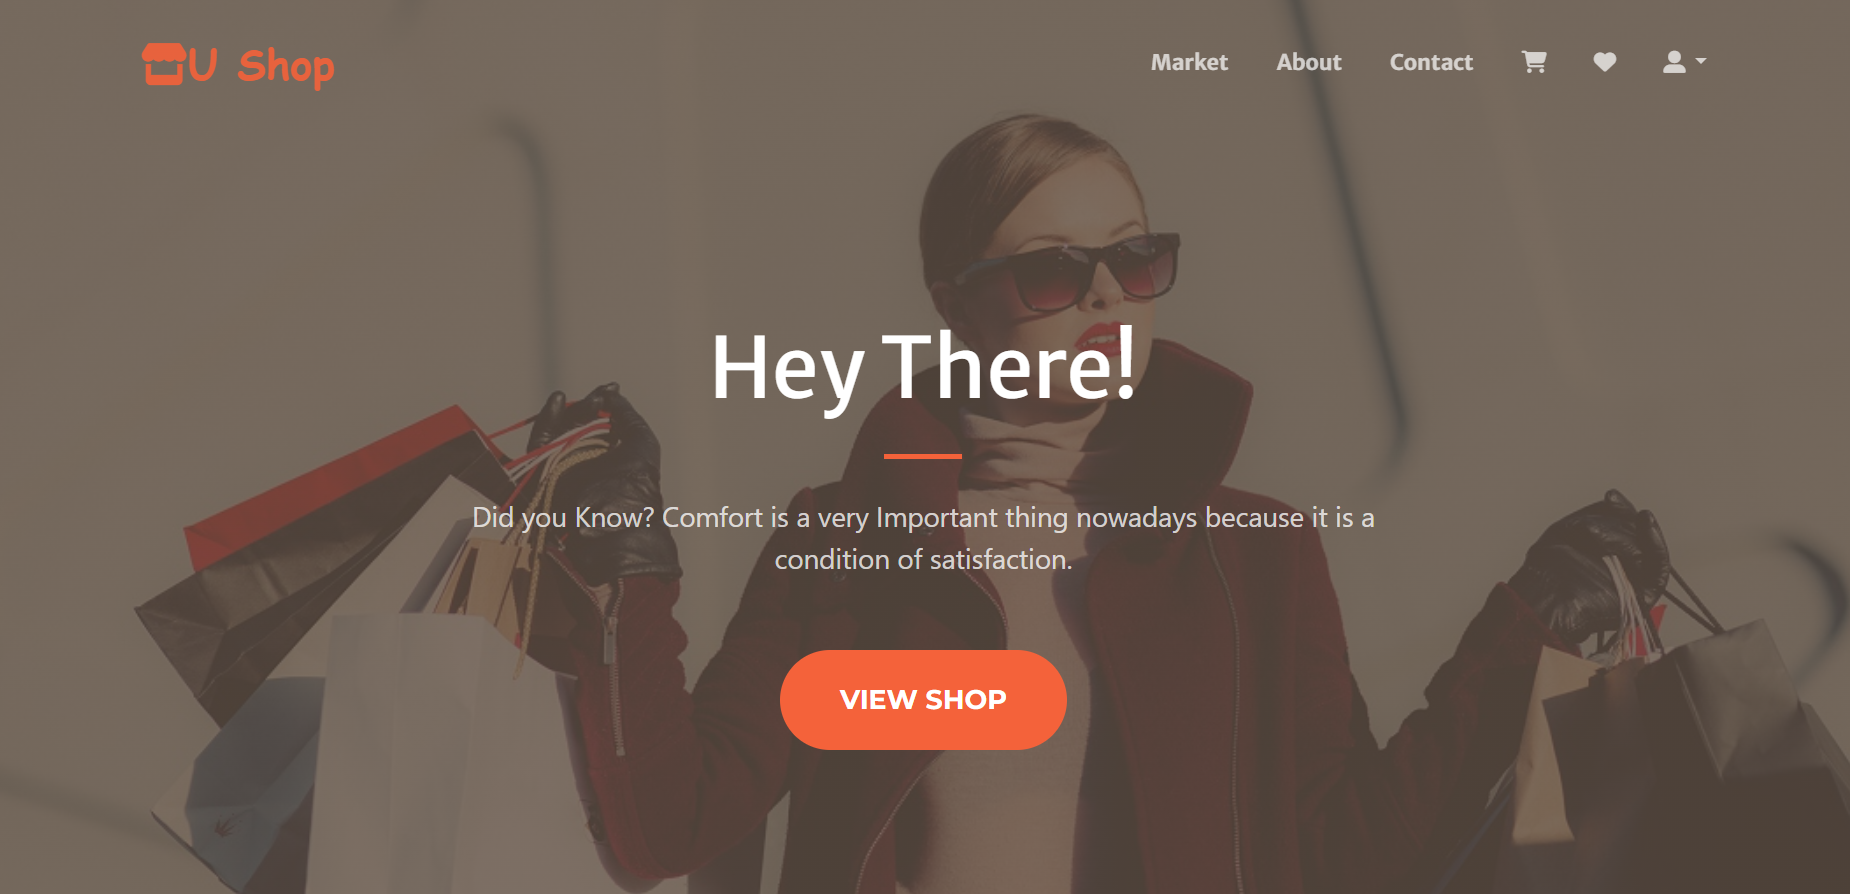 U Shop
Market About Contact
Hey There!
Did you Know? Comfort is a very Important thing nowadays because it is a
condition of satisfaction.
VIEW SHOP